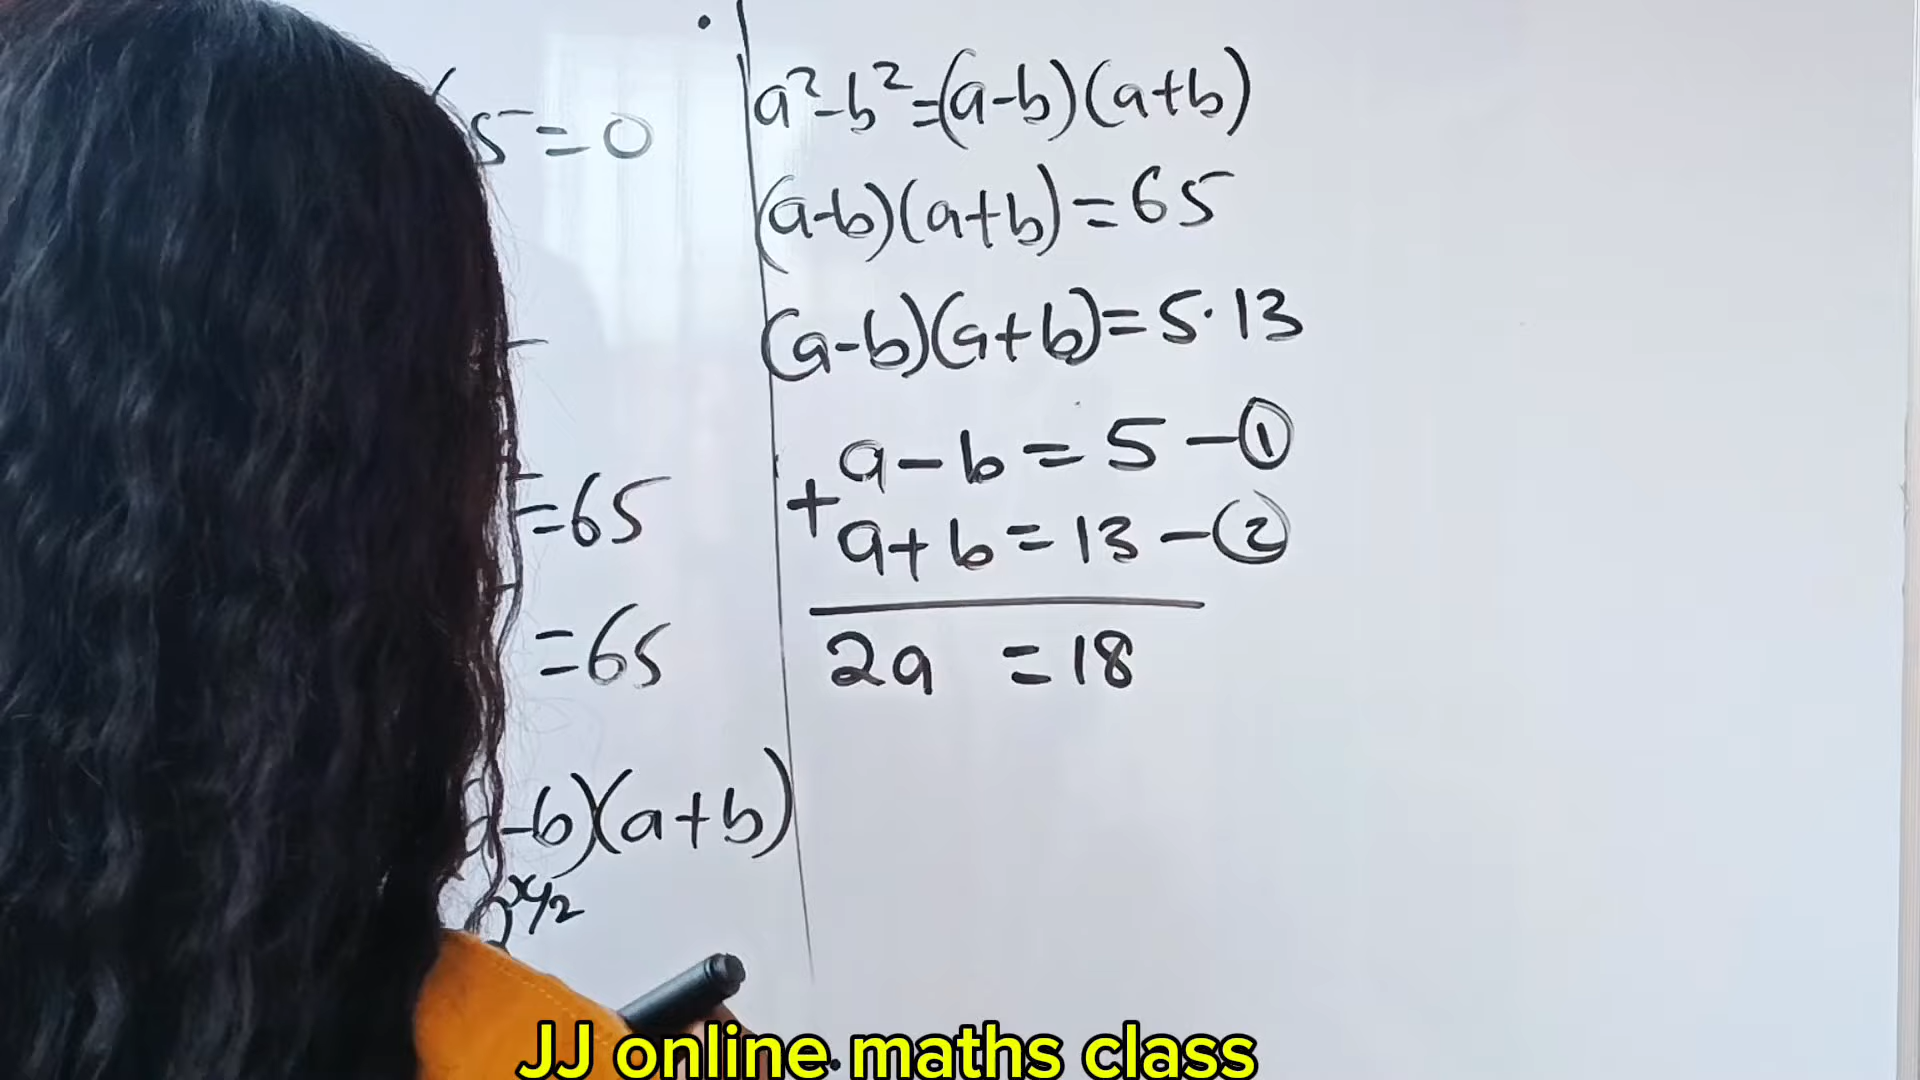 5=0
=65
=65
a-b)(a+b)
x/2
a²-b²=(a-b)(a+b)
(a-b)(a+b)=65
(a-b)(a+b)=5·13
a-b=5-①
+
a+b=13-②
2a =18
JJ online maths class